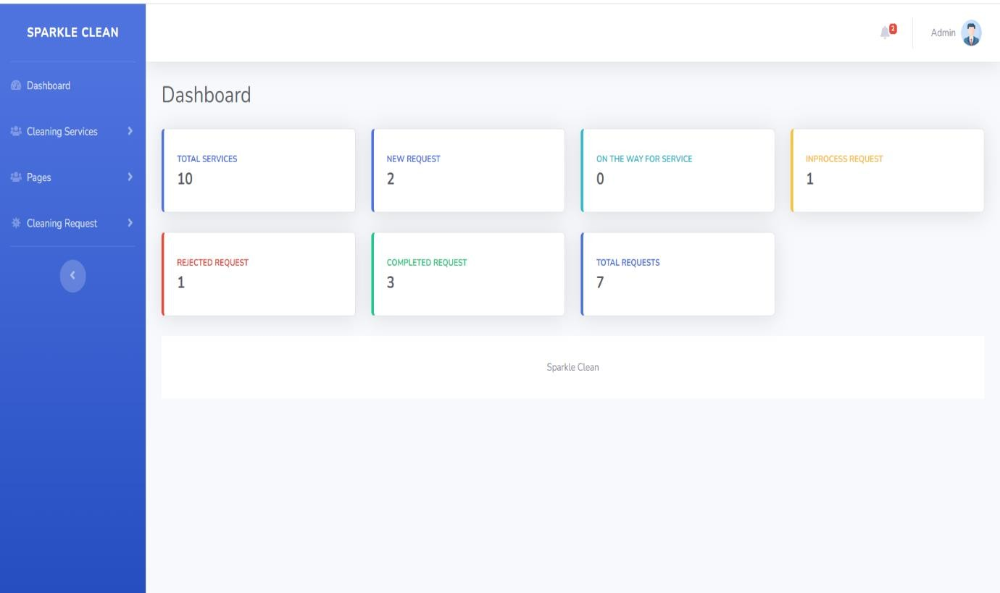 SPARKLE CLEAN
2
Admin
Dashboard
Cleaning Services
Pages
Cleaning Request
Dashboard
TOTAL SERVICES
10
NEW REQUEST
2
ON THE WAY FOR SERVICE
0
INPROCESS REQUEST
1
REJECTED REQUEST
1
COMPLETED REQUEST
3
TOTAL REQUESTS
7
Sparkle Clean